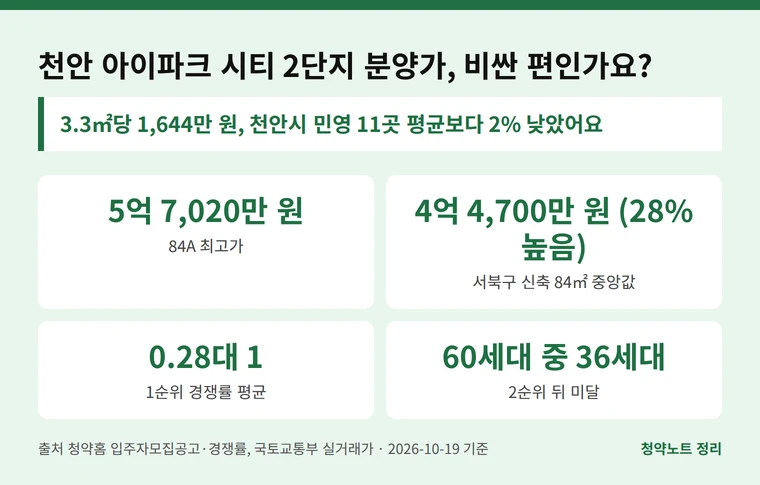 천안 아이파크 시티 2단지 분양가, 비싼 편인가요?
3.3㎡당 1,644만 원, 천안시 민영 11곳 평균보다 2% 낮았어요
5억 7,020만 원
84A 최고가
4억 4,700만 원 (28%
높음)
서북구 신축 84㎡ 중앙값
0.28대 1
1순위 경쟁률 평균
60세대 중 36세대
2순위 뒤 미달
출처 청약홈 입주자모집공고·경쟁률, 국토교통부 실거래가 · 2026-10-19 기준
청약노트 정리